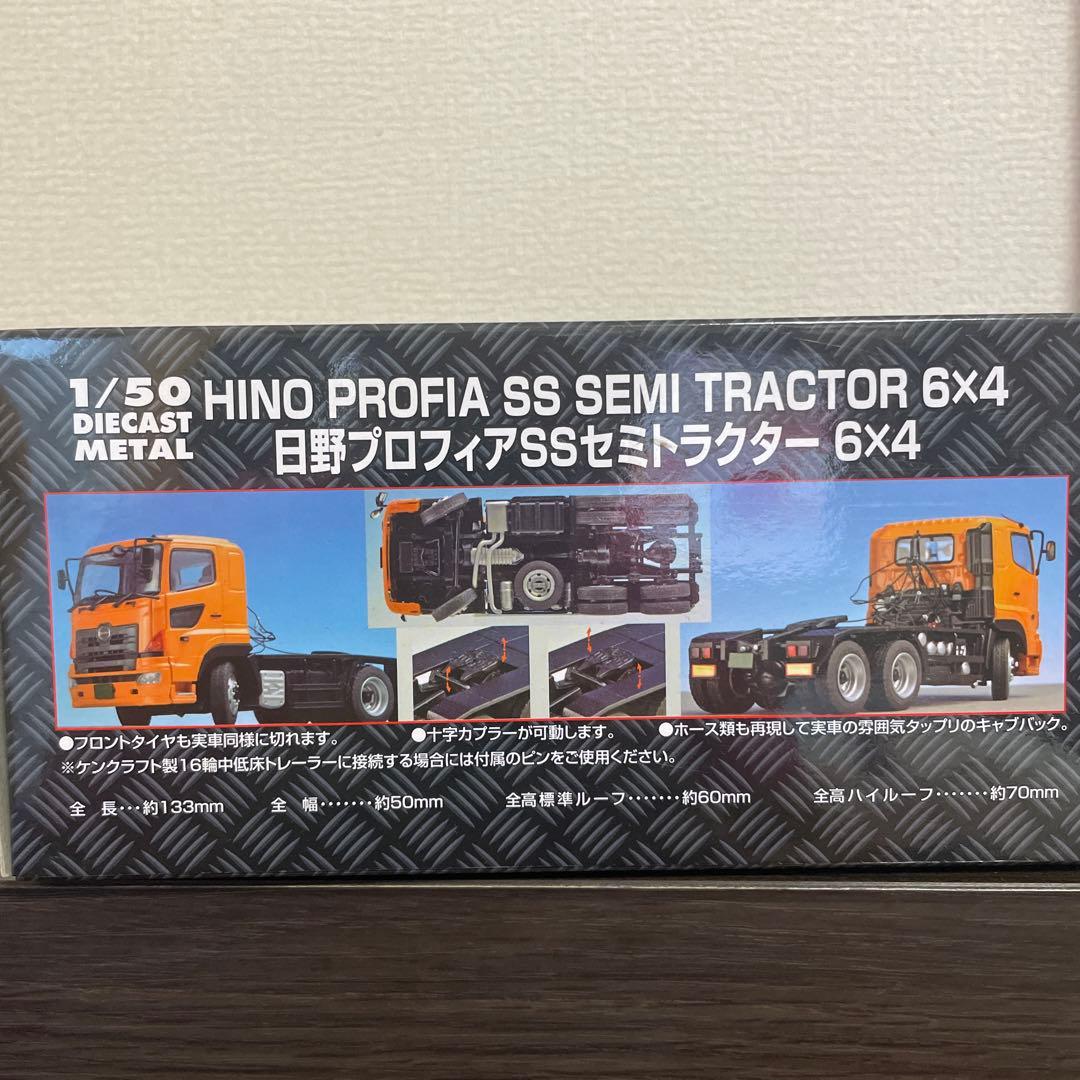 1/50
DIECAST
METAL
HINO PROFIA SS SEMI TRACTOR 6×4
日野プロフィアSSセミトラクター 6×4
●フロントタイヤも実車同様に切れます。
●十字カプラーが可動します。
●ホース類も再現して実車の雰囲気タップリのキャブバック。
※ケンクラフト製16輪中低床トレーラーに接続する場合には付属のピンをご使用ください。
全 長･･･約133mm
全 幅･･･････約50mm
全高標準ルーフ･･･････約60mm
全高ハイルーフ･･･････約70mm